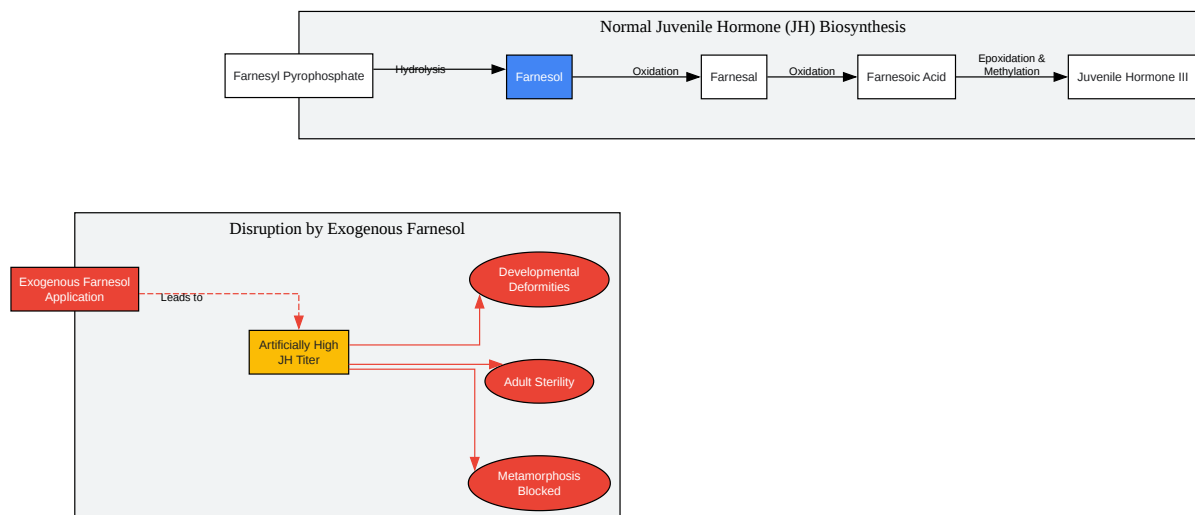 Normal Juvenile Hormone (JH) Biosynthesis
Farnesyl Pyrophosphate
Hydrolysis
Farnesol
Oxidation
Farnesal
Oxidation
Farnesoic Acid
Epoxidation &
Methylation
Juvenile Hormone III
Disruption by Exogenous Farnesol
Exogenous Farnesol
Application
Leads to
Artificially High
JH Titer
Developmental
Deformities
Adult Sterility
Metamorphosis
Blocked